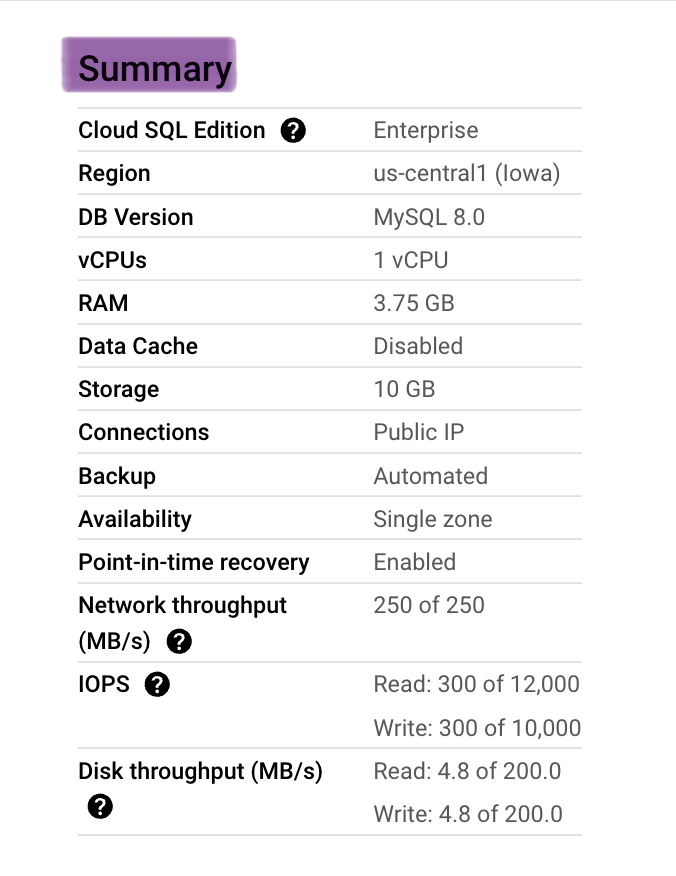 Summary
Cloud SQL Edition ? Enterprise
Region us-central1 (Iowa)
DB Version MySQL 8.0
vCPUs 1 vCPU
RAM 3.75 GB
Data Cache Disabled
Storage 10 GB
Connections Public IP
Backup Automated
Availability Single zone
Point-in-time recovery Enabled
Network throughput 250 of 250
(MB/s) ?
IOPS ? Read: 300 of 12,000
Write: 300 of 10,000
Disk throughput (MB/s) Read: 4.8 of 200.0
? Write: 4.8 of 200.0